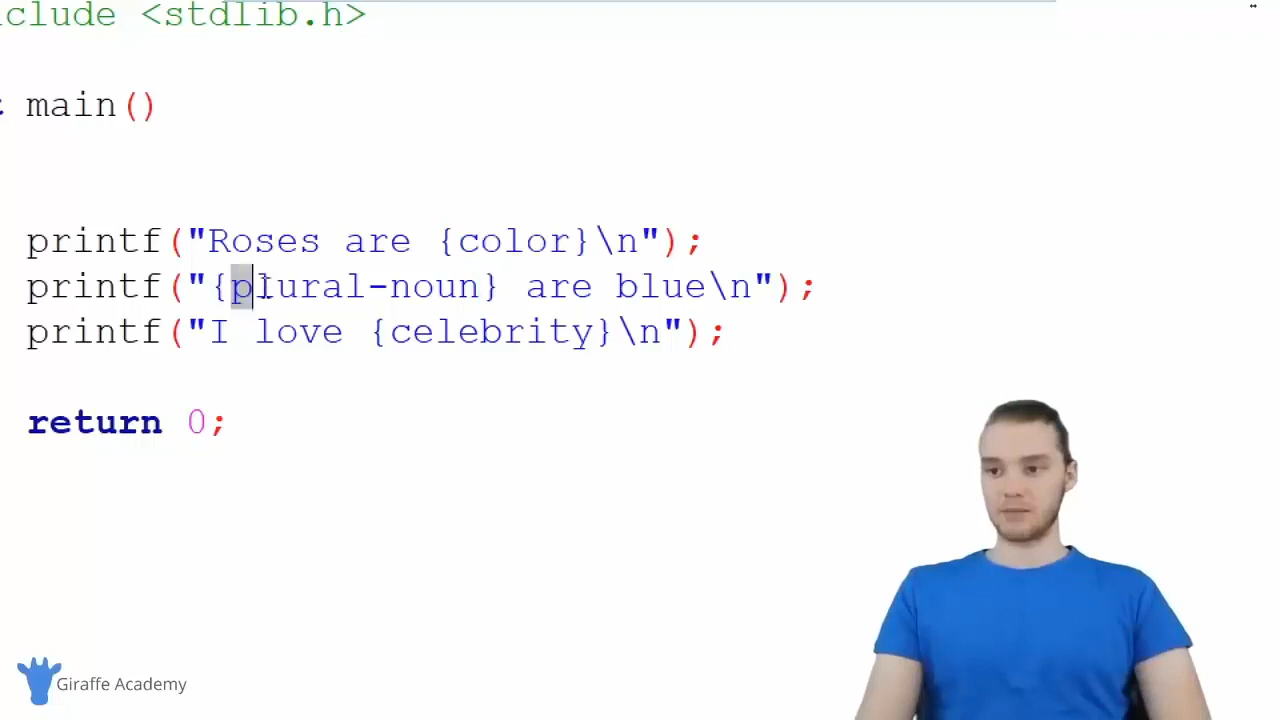 clude <stdlib.h>
main()
printf("Roses are {color}\n");
printf("{plural-noun} are blue\n");
printf("I love {celebrity}\n");
return 0;
Giraffe Academy